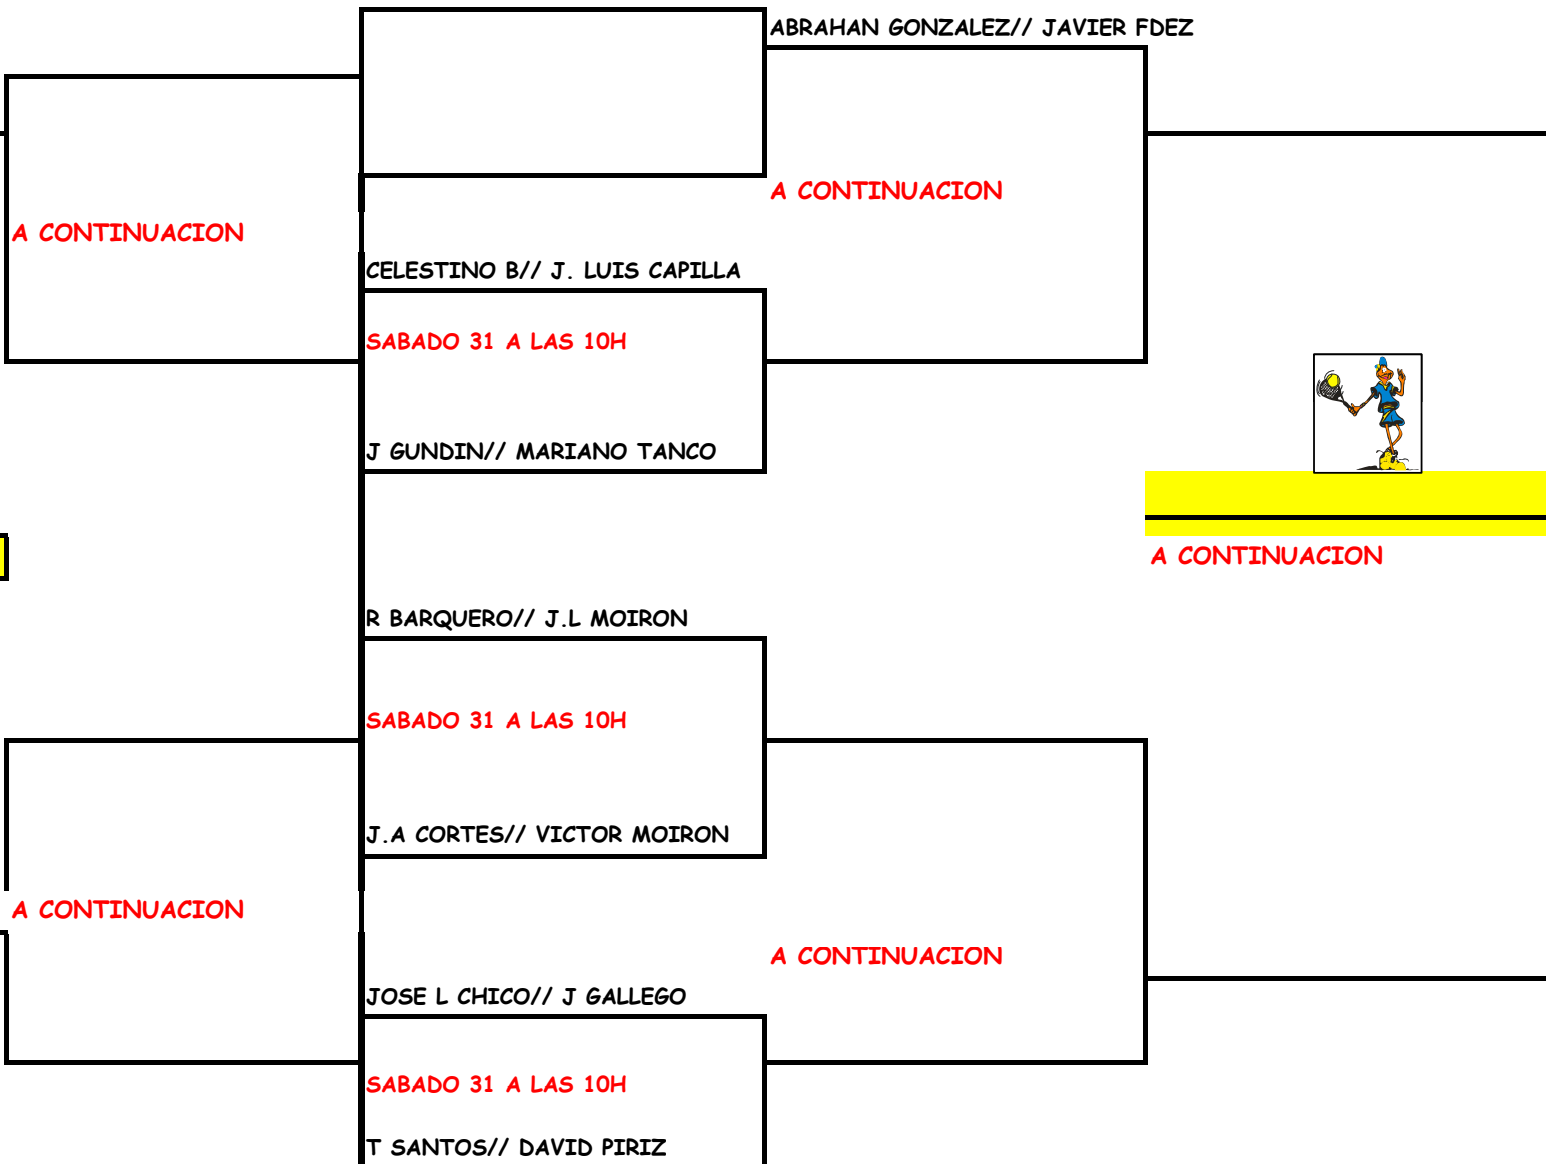 ABRAHAN GONZALEZ// JAVIER FDEZ
A CONTINUACION
A CONTINUACION
CELESTINO B// J. LUIS CAPILLA
SABADO 31 A LAS 10H
J GUNDIN// MARIANO TANCO
A CONTINUACION
R BARQUERO// J.L MOIRON
SABADO 31 A LAS 10H
J.A CORTES// VICTOR MOIRON
A CONTINUACION
A CONTINUACION
JOSE L CHICO// J GALLEGO
SABADO 31 A LAS 10H
T SANTOS// DAVID PIRIZ